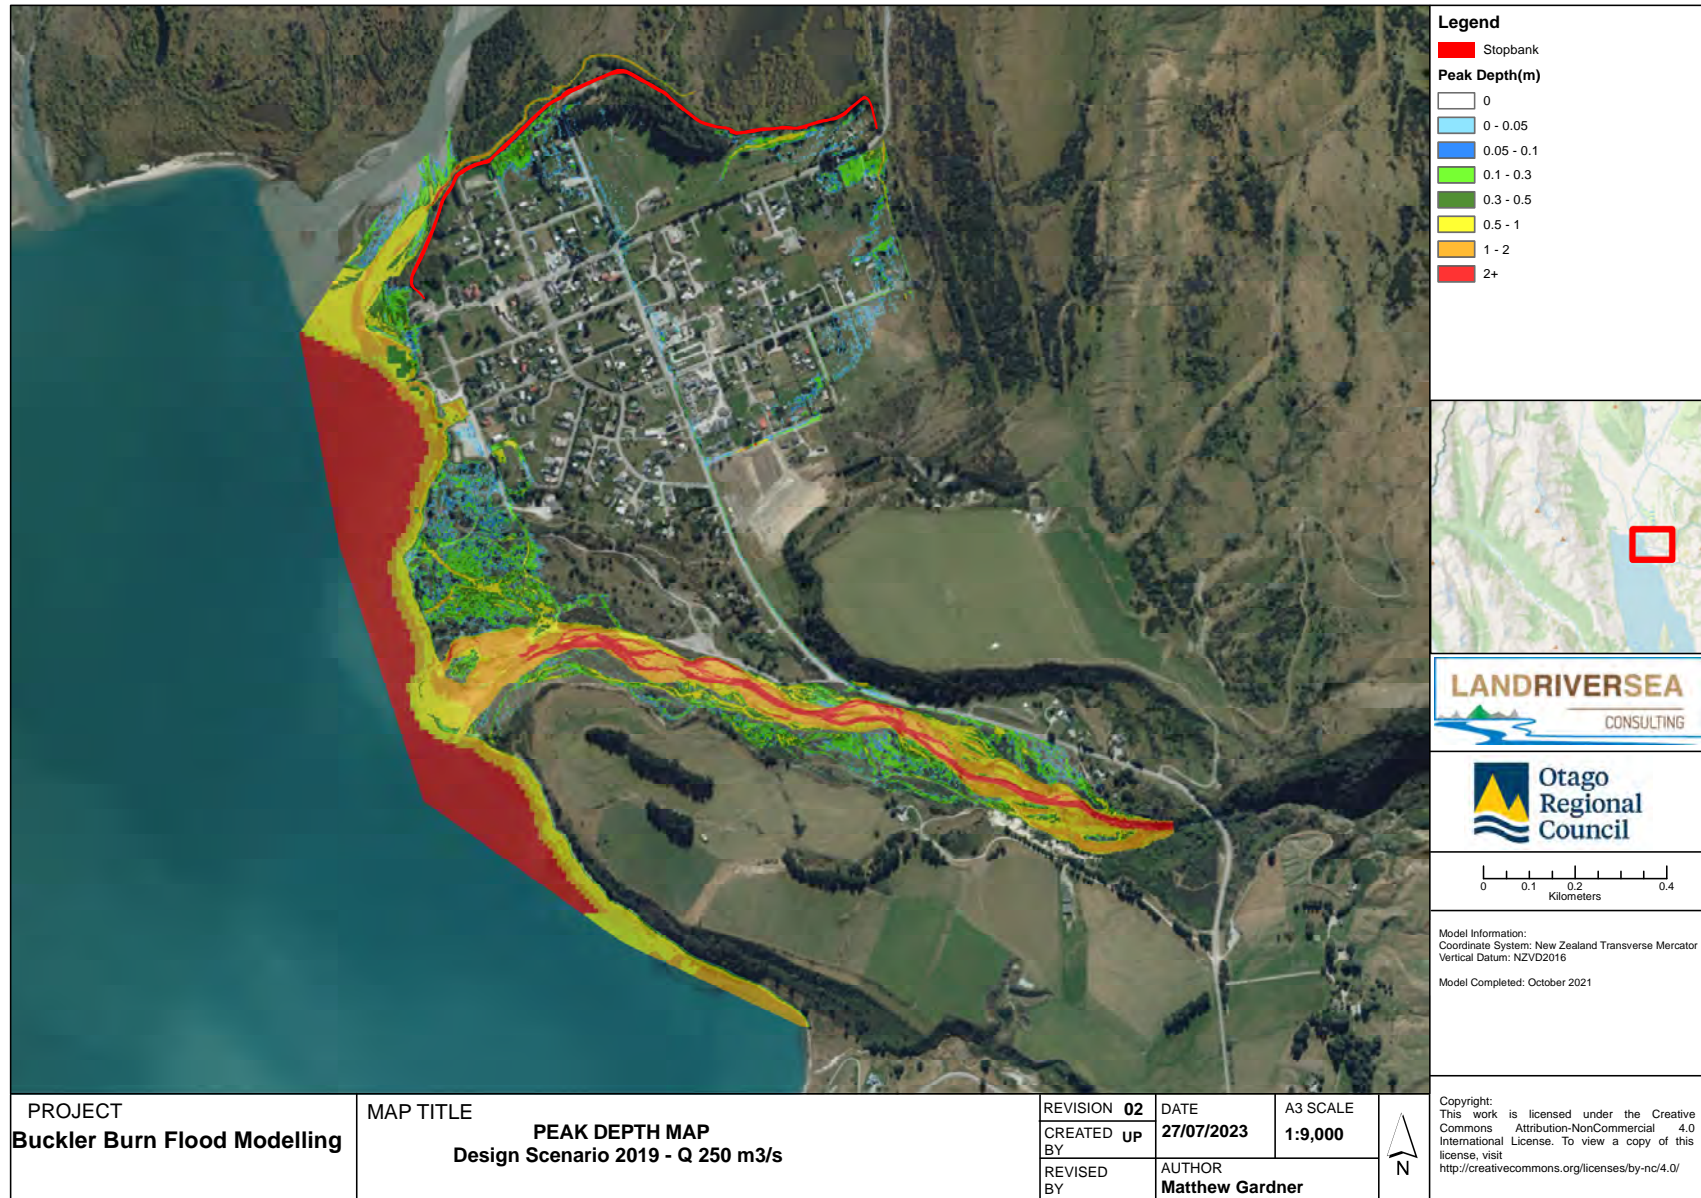 Legend
Stopbank
Peak Depth(m)
0
0 - 0.05
0.05 - 0.1
0.1 - 0.3
0.3 - 0.5
0.5 - 1
1 - 2
2+
LANDRIVERSEA
CONSULTING
Otago
Regional
Council
0 0.1 0.2 0.4
Kilometers
Model Information:
Coordinate System: New Zealand Transverse Mercator
Vertical Datum: NZVD2016
Model Completed: October 2021
Copyright:
This work is licensed under the Creative
Commons Attribution-NonCommercial 4.0
International License. To view a copy of this
license, visit
http://creativecommons.org/licenses/by-nc/4.0/
PROJECT
Buckler Burn Flood Modelling
MAP TITLE
PEAK DEPTH MAP
Design Scenario 2019 - Q 250 m3/s
REVISION 02
CREATED BY UP
REVISED
BY
DATE
27/07/2023
A3 SCALE
1:9,000
AUTHOR
Matthew Gardner
N